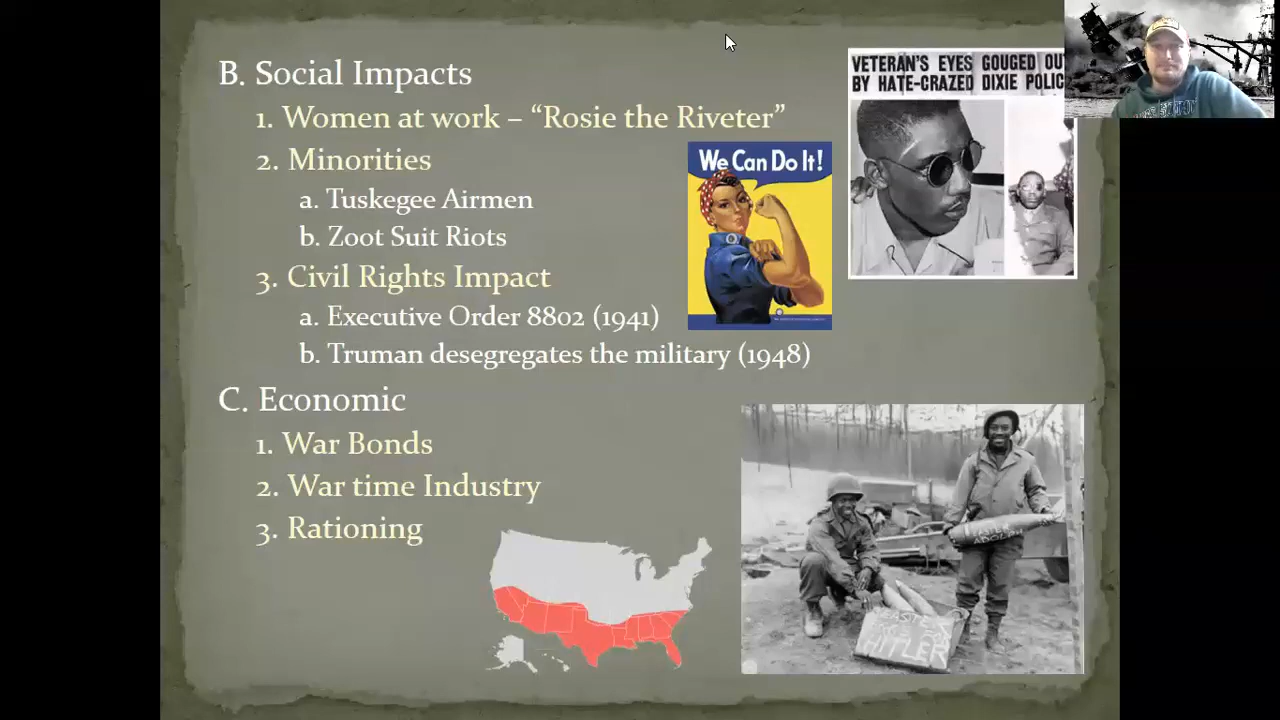 B. Social Impacts
1. Women at work – “Rosie the Riveter”
2. Minorities
a. Tuskegee Airmen
b. Zoot Suit Riots
3. Civil Rights Impact
a. Executive Order 8802 (1941)
b. Truman desegregates the military (1948)
C. Economic
1. War Bonds
2. War time Industry
3. Rationing
We Can Do It!
VETERAN'S EYES GOUGED OU
BY HATE-CRAZED DIXIE POLIC
ADOLPH
HITLER